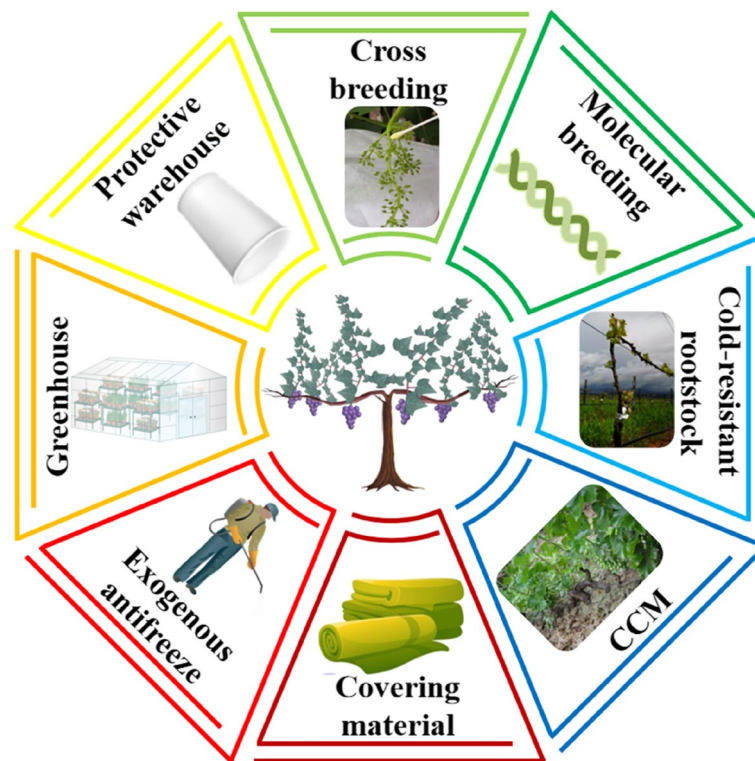 Cross
breeding
Molecular
breeding
Cold-resistant
rootstock
CCM
Covering
material
Exogenous
antifreeze
Greenhouse
Protective
warehouse